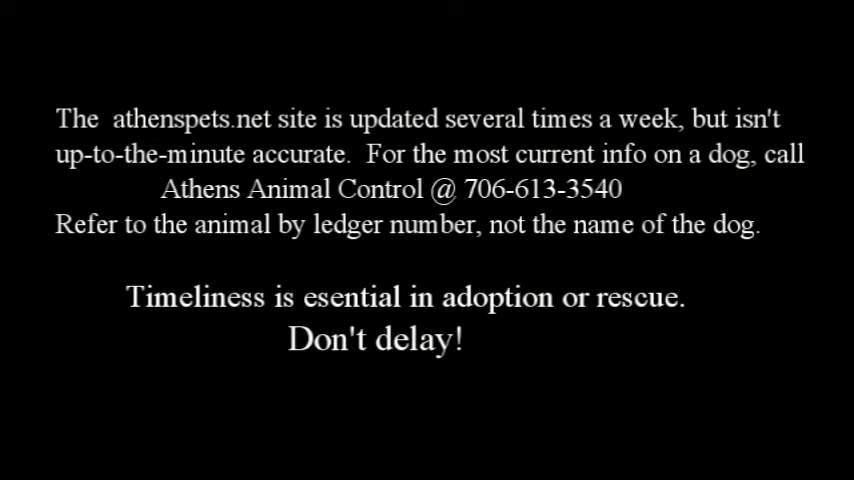 The  athenspets.net site is updated several times a week, but isn't
up-to-the-minute accurate.  For the most current info on a dog, call
Athens Animal Control @ 706-613-3540
Refer to the animal by ledger number, not the name of the dog.
Timeliness is esential in adoption or rescue.
Don't delay!